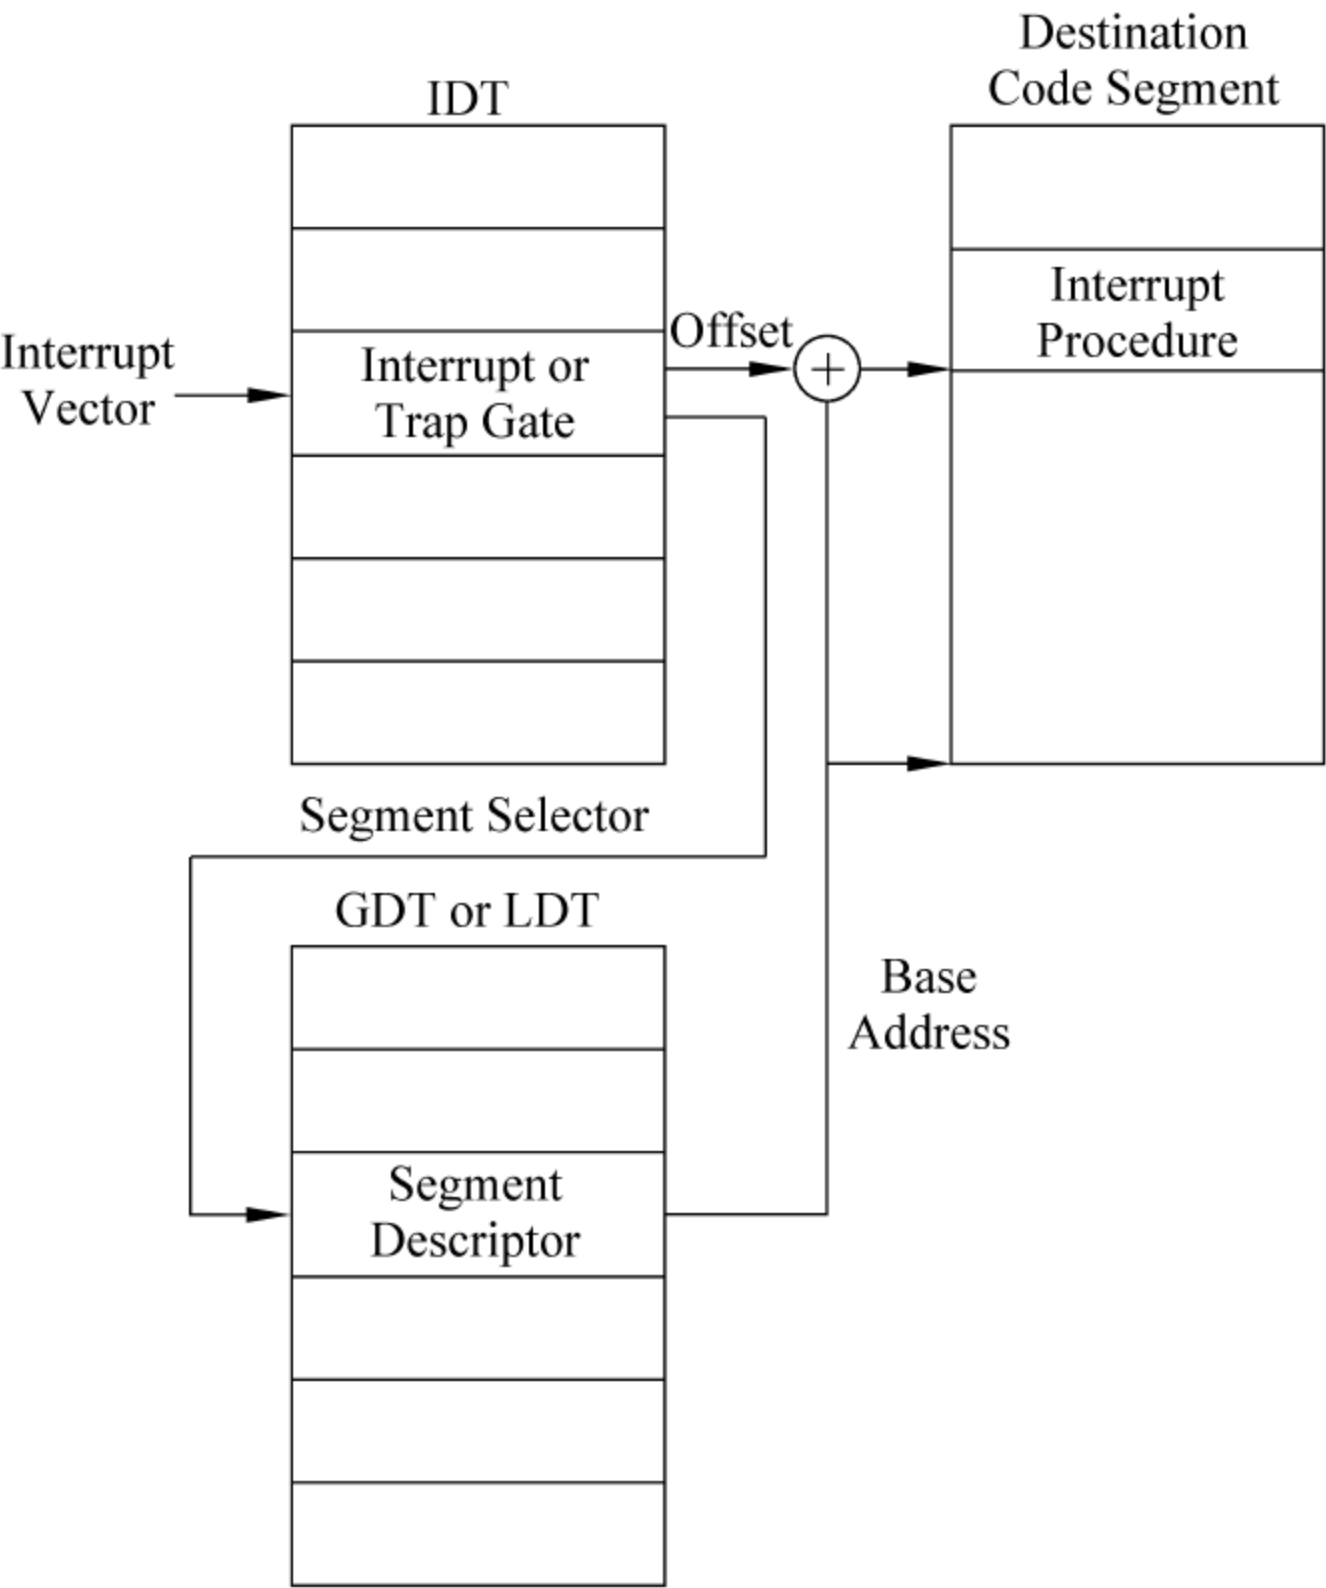 Destination
Code Segment
IDT
Interrupt
Procedure
Offset
Interrupt
Vector
Interrupt or
Trap Gate
Segment Selector
GDT or LDT
Base
Address
Segment
Descriptor